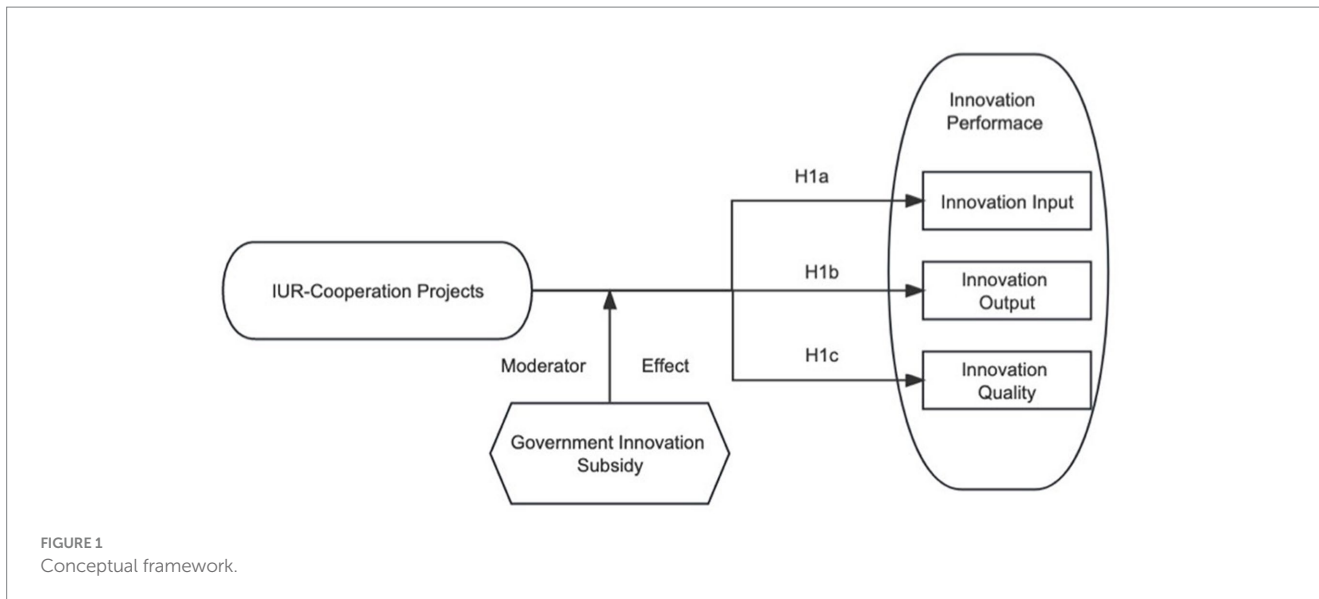 Innovation
Performace
H1a
Innovation Input
IUR-Cooperation Projects
H1b
Innovation
Output
Moderator
Effect
H1c
Innovation
Quality
Government Innovation
Subsidy
FIGURE 1
Conceptual framework.